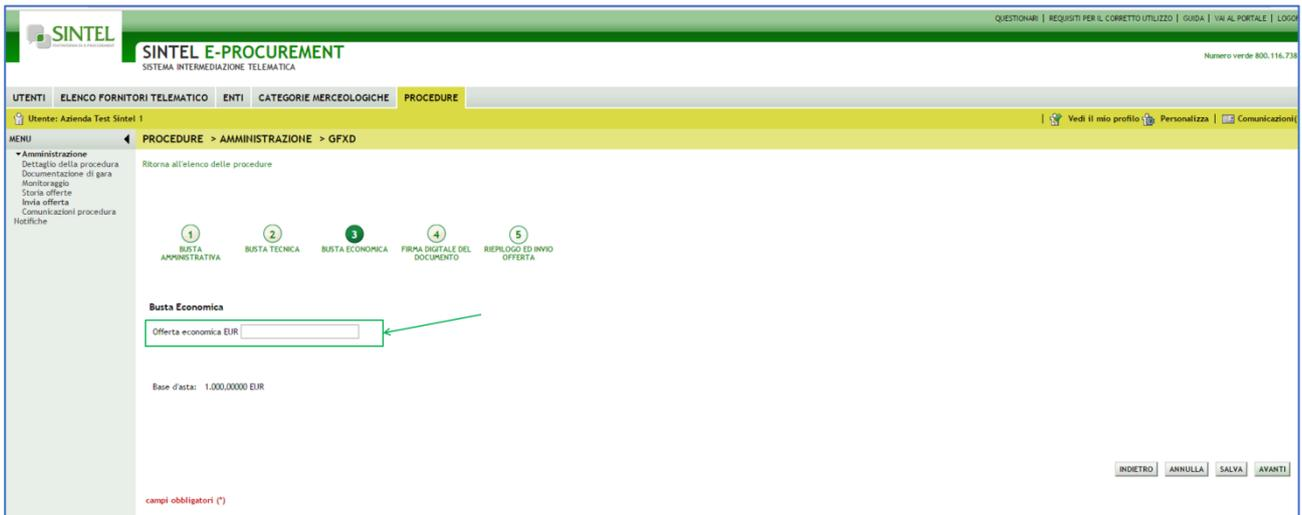 QUESTIONARI | REQUISITI PER IL CORRETTO UTILIZZO | GUIDA | VAI AL PORTALE | LOGO
SINTEL
SINTEL E-PROCUREMENT
SISTEMA INTERMEDIAZIONE TELEMATICA
Numero verde 800.116.738
UTENTI ELENCO FORNITORI TELEMATICO ENTI CATEGORIE MERCEOLOGICHE PROCEDURE
Utente: Azienda Test Sintel 1 | Vedi il mio profilo Personalizza | Comunicazioni(
MENU PROCEDURE > AMMINISTRAZIONE > GFXD
Amministrazione
Dettaglio della procedura
Documentazione di gara
Monitoraggio
Storia offerte
Invia offerta
Comunicazioni procedura
Notifiche
Ritorna all'elenco delle procedure
1 2 3 4 5
BUSTA AMMINISTRATIVA BUSTA TECNICA BUSTA ECONOMICA FIRMA DIGITALE DEL DOCUMENTO RIEPILOGO ED INVIO OFFERTA
Busta Economica
Offerta economica EUR
Base d'asta: 1.000,00000 EUR
INDIETRO ANNULLA SALVA AVANTI
campi obbligatori (*)